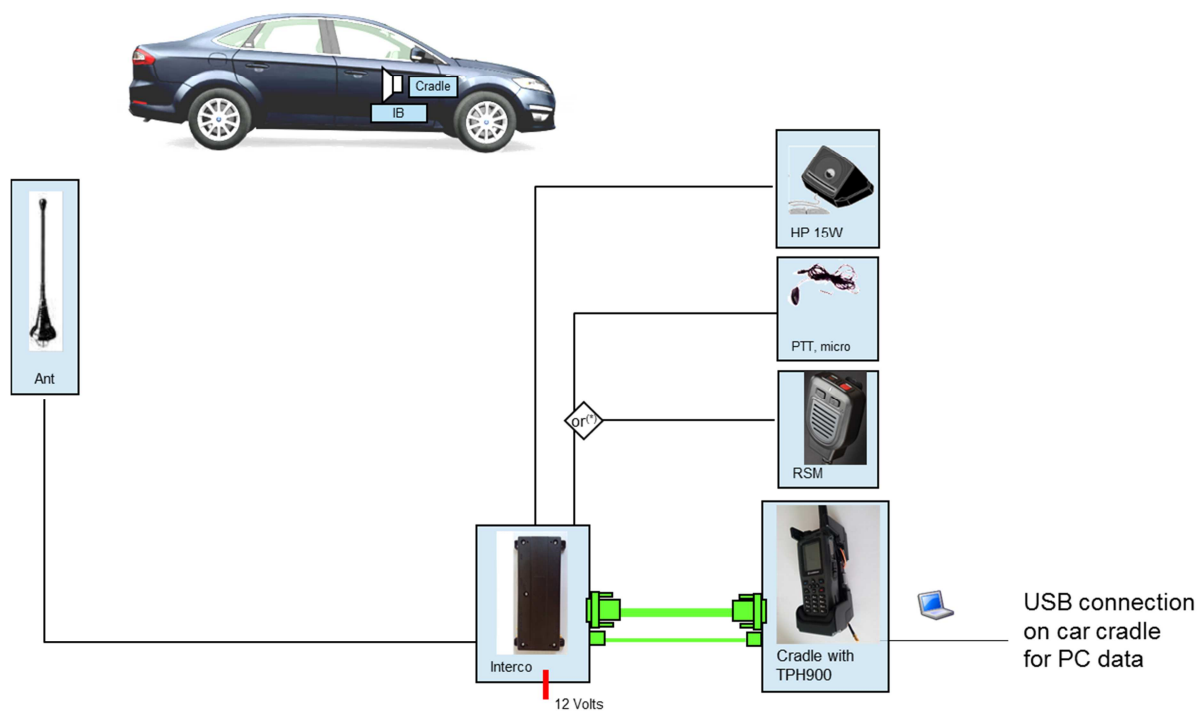 Cradle
IB
HP 15W
Ant
PTT, micro
or(*)
RSM
Interco
12 Volts
Cradle with
TPH900
USB connection
on car cradle
for PC data